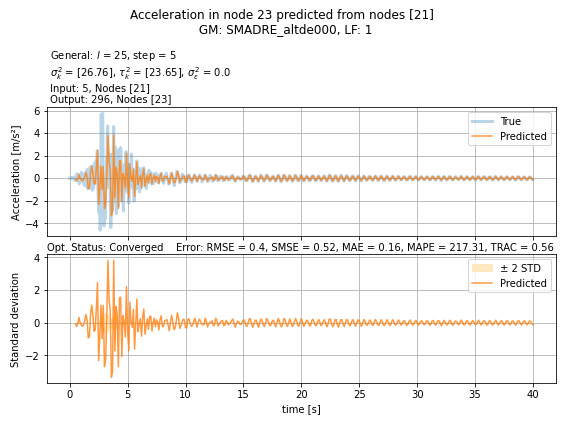 Acceleration in node 23 predicted from nodes [21]
GM: SMADRE_altde000, LF: 1
General: l = 25, step = 5
σ²ₖ = [26.76], τ²ₖ = [23.65], σ²ε = 0.0
Input: 5, Nodes [21]
Output: 296, Nodes [23]
Acceleration [m/s²]
6
4
2
0
−2
−4
True
Predicted
Opt. Status: Converged    Error: RMSE = 0.4, SMSE = 0.52, MAE = 0.16, MAPE = 217.31, TRAC = 0.56
Standard deviation
4
2
0
−2
± 2 STD
Predicted
0 5 10 15 20 25 30 35 40
time [s]